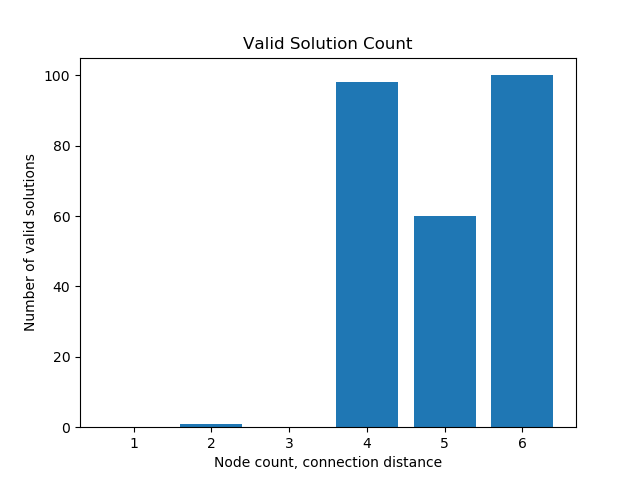 Valid Solution Count
100
80
60
40
20
0
Number of valid solutions
1 2 3 4 5 6
Node count, connection distance